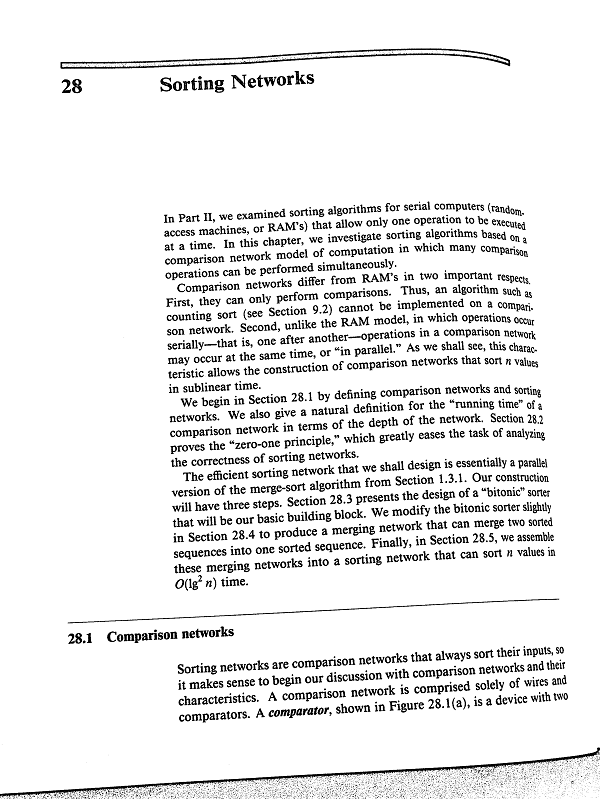 28 Sorting Networks
In Part II, we examined sorting algorithms for serial computers (random-
access machines, or RAM's) that allow only one operation to be executed
at a time. In this chapter, we investigate sorting algorithms based on a
comparison network model of computation in which many comparison
operations can be performed simultaneously.
Comparison networks differ from RAM's in two important respects.
First, they can only perform comparisons. Thus, an algorithm such as
counting sort (see Section 9.2) cannot be implemented on a compari-
son network. Second, unlike the RAM model, in which operations occur
serially—that is, one after another—operations in a comparison network
may occur at the same time, or "in parallel." As we shall see, this charac-
teristic allows the construction of comparison networks that sort n values
in sublinear time.
We begin in Section 28.1 by defining comparison networks and sorting
networks. We also give a natural definition for the "running time" of a
comparison network in terms of the depth of the network. Section 28.2
proves the "zero-one principle," which greatly eases the task of analyzing
the correctness of sorting networks.
The efficient sorting network that we shall design is essentially a parallel
version of the merge-sort algorithm from Section 1.3.1. Our construction
will have three steps. Section 28.3 presents the design of a "bitonic" sorter
that will be our basic building block. We modify the bitonic sorter slightly
in Section 28.4 to produce a merging network that can merge two sorted
sequences into one sorted sequence. Finally, in Section 28.5, we assemble
these merging networks into a sorting network that can sort n values in
O(lg² n) time.
28.1 Comparison networks
Sorting networks are comparison networks that always sort their inputs, so
it makes sense to begin our discussion with comparison networks and their
characteristics. A comparison network is comprised solely of wires and
comparators. A comparator, shown in Figure 28.1(a), is a device with two